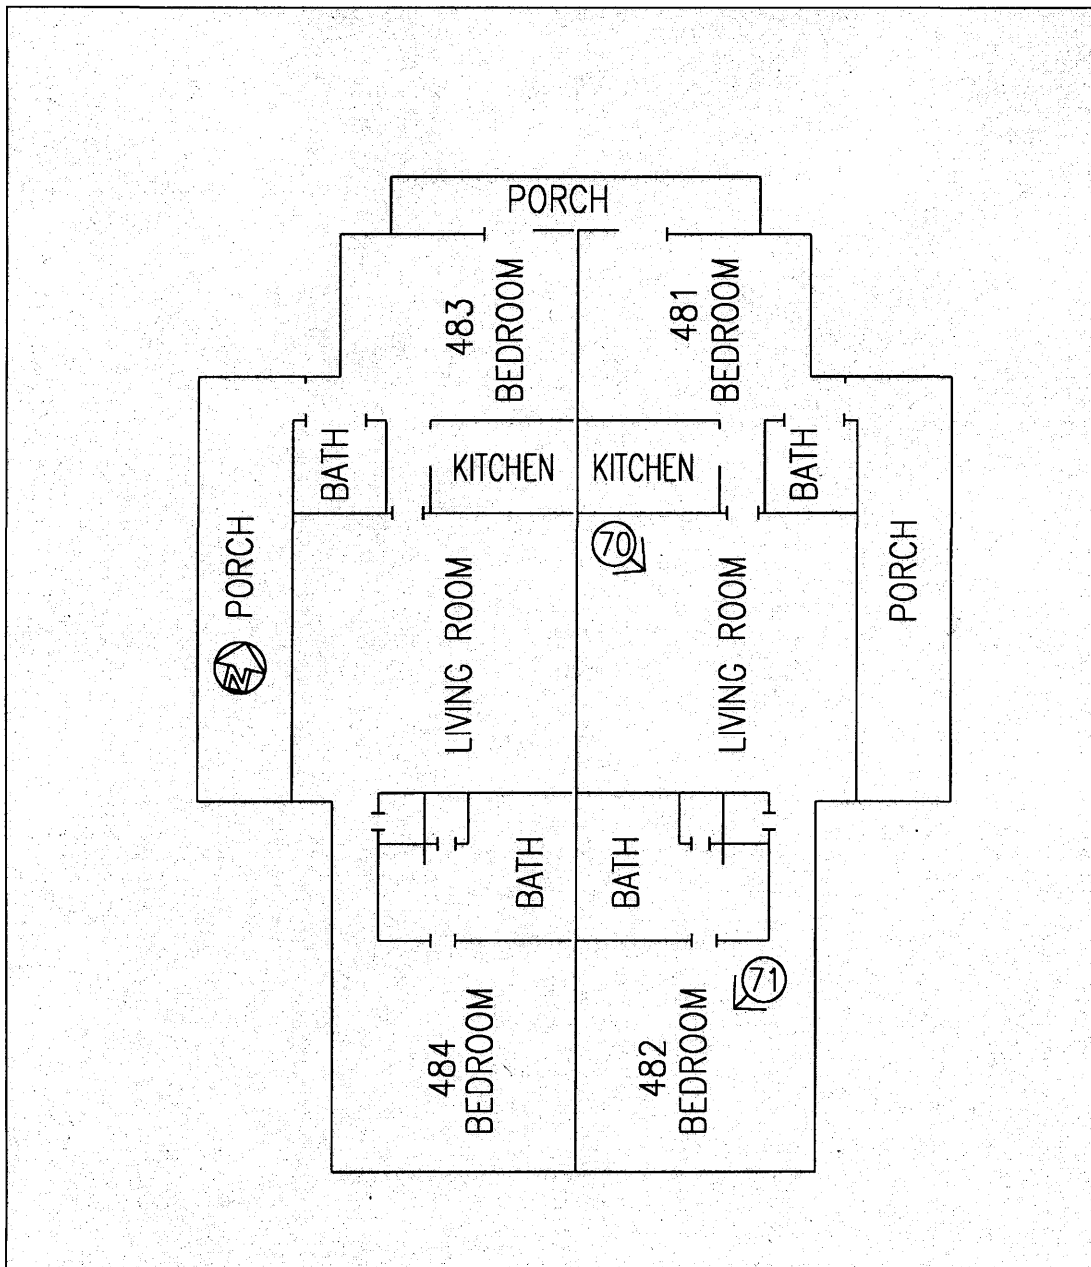 PORCH
483
BEDROOM
481
BEDROOM
BATH
KITCHEN
KITCHEN
BATH
70
PORCH
LIVING ROOM
LIVING ROOM
PORCH
N
BATH
BATH
71
484
BEDROOM
482
BEDROOM